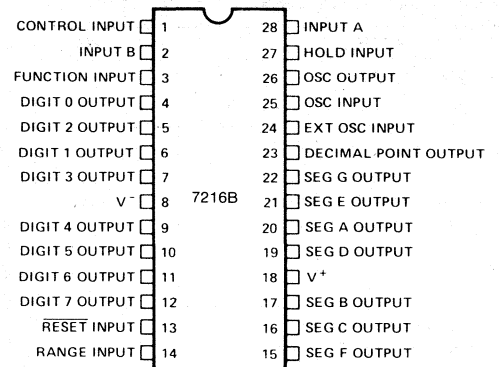 CONTROL INPUT 1 28 INPUT A
INPUT B 2 27 HOLD INPUT
FUNCTION INPUT 3 26 OSC OUTPUT
DIGIT 0 OUTPUT 4 25 OSC INPUT
DIGIT 2 OUTPUT 5 24 EXT OSC INPUT
DIGIT 1 OUTPUT 6 23 DECIMAL POINT OUTPUT
DIGIT 3 OUTPUT 7 22 SEG G OUTPUT
V⁻ 8 7216B 21 SEG E OUTPUT
DIGIT 4 OUTPUT 9 20 SEG A OUTPUT
DIGIT 5 OUTPUT 10 19 SEG D OUTPUT
DIGIT 6 OUTPUT 11 18 V⁺
DIGIT 7 OUTPUT 12 17 SEG B OUTPUT
RESET INPUT 13 16 SEG C OUTPUT
RANGE INPUT 14 15 SEG F OUTPUT